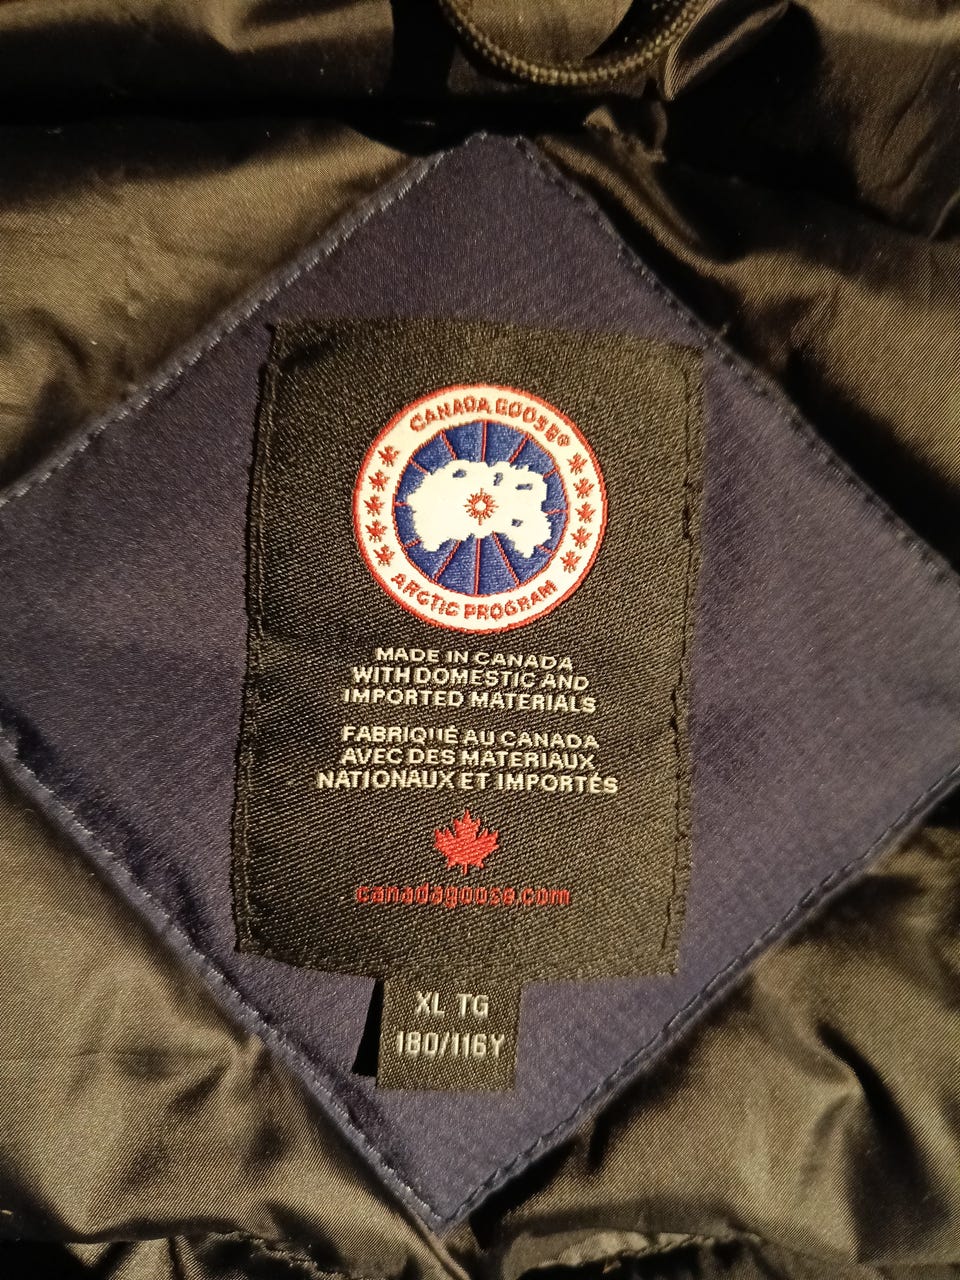 CANADA GOOSE®
ARCTIC PROGRAM
MADE IN CANADA
WITH DOMESTIC AND
IMPORTED MATERIALS
FABRIQUÉ AU CANADA
AVEC DES MATERIAUX
NATIONAUX ET IMPORTÉS
canadagoose.com
XL TG
180/116Y